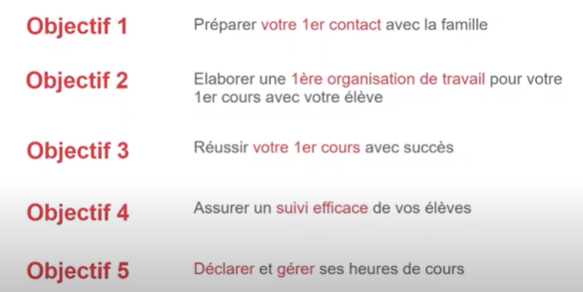 Objectif 1 Préparer votre 1er contact avec la famille
Objectif 2 Elaborer une 1ère organisation de travail pour votre
1er cours avec votre élève
Objectif 3 Réussir votre 1er cours avec succès
Objectif 4 Assurer un suivi efficace de vos élèves
Objectif 5 Déclarer et gérer ses heures de cours